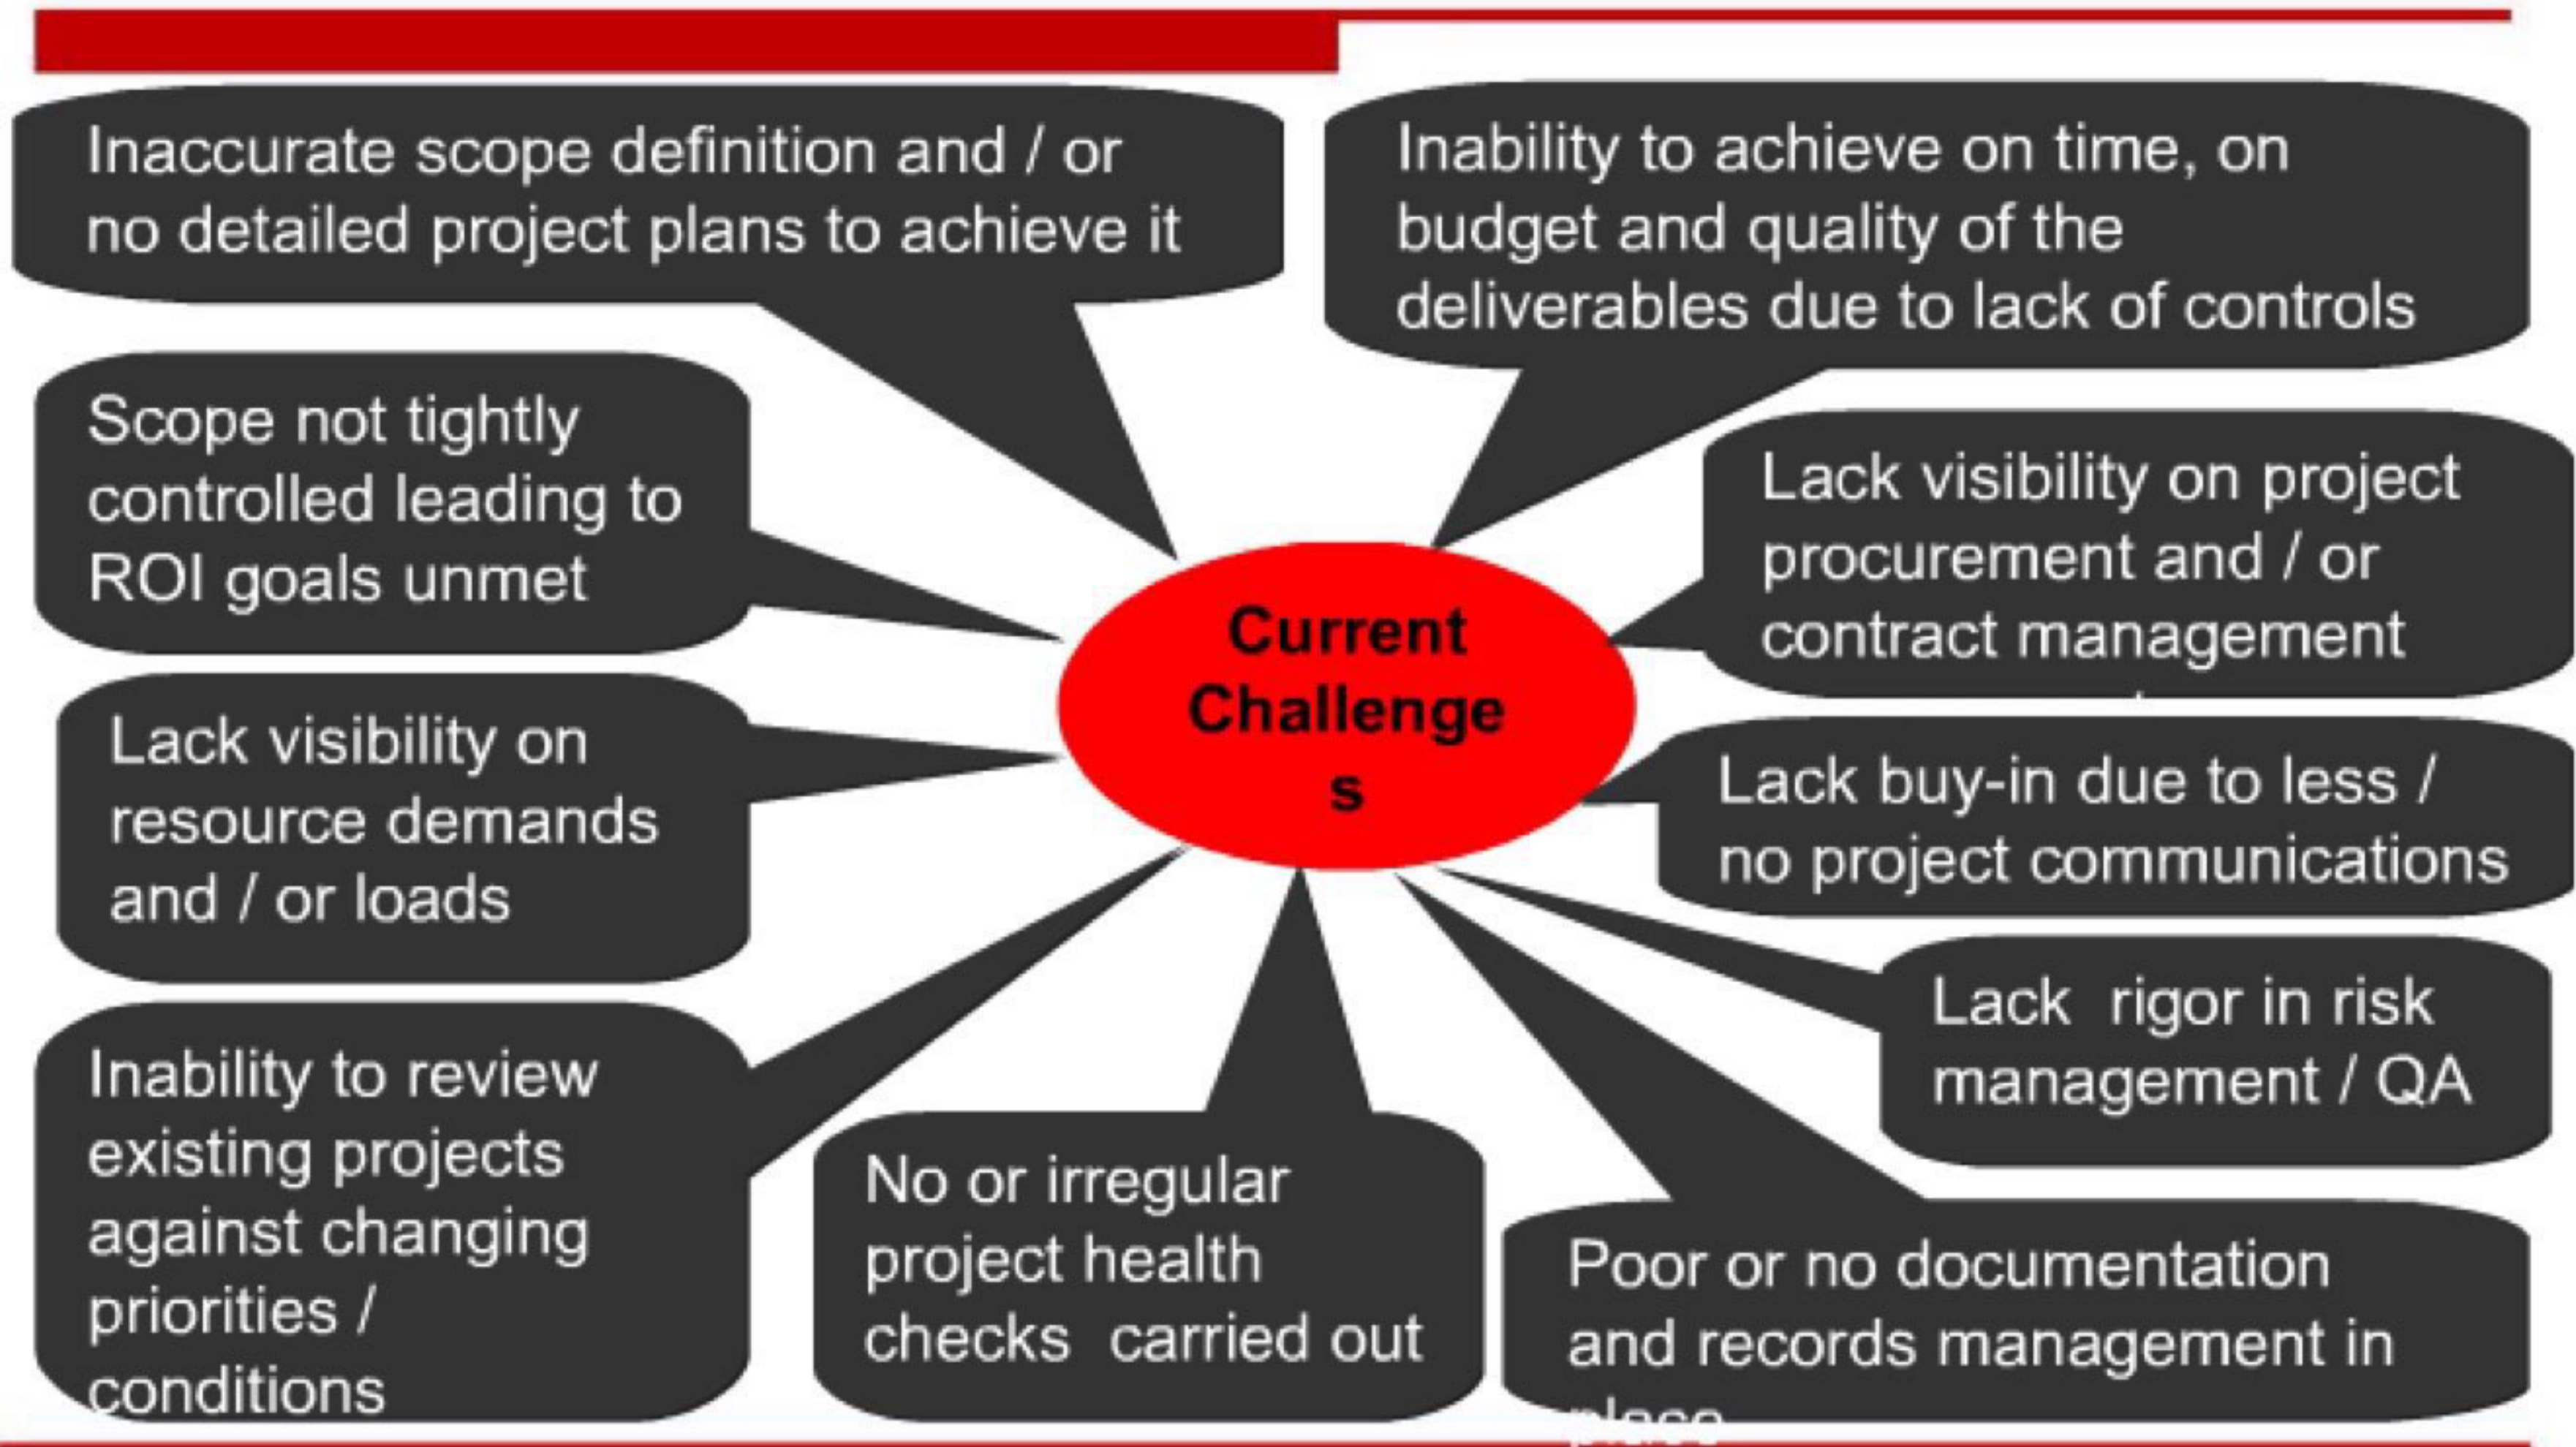 Inaccurate scope definition and / or
no detailed project plans to achieve it
Inability to achieve on time, on
budget and quality of the
deliverables due to lack of controls
Scope not tightly
controlled leading to
ROI goals unmet
Lack visibility on project
procurement and / or
contract management
Current
Challenge
s
Lack visibility on
resource demands
and / or loads
Lack buy-in due to less /
no project communications
Lack  rigor in risk
management / QA
Inability to review
existing projects
against changing
priorities /
conditions
No or irregular
project health
checks  carried out
Poor or no documentation
and records management in
place